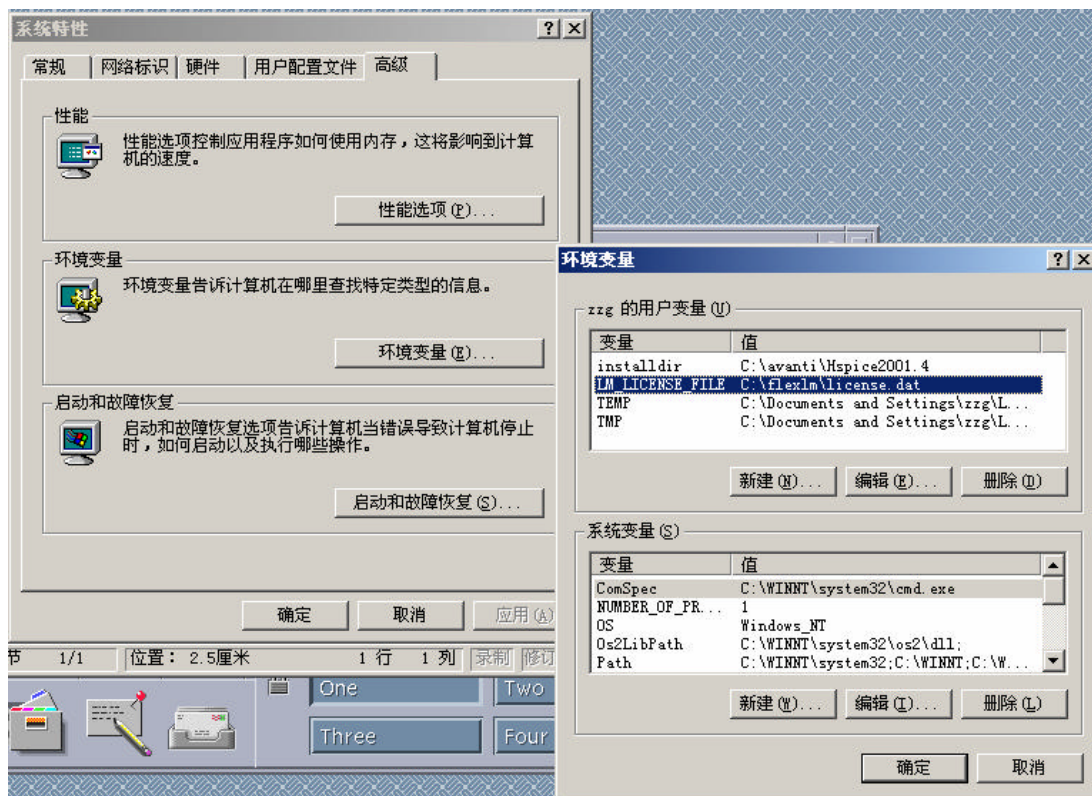 系统特性
常规 网络标识 硬件 用户配置文件 高级
性能
性能选项控制应用程序如何使用内存，这将影响到计算
机的速度。
性能选项(P)...
环境变量
环境变量告诉计算机在哪里查找特定类型的信息。
环境变量(E)...
启动和故障恢复
启动和故障恢复选项告诉计算机当错误导致计算机停止
时，如何启动以及执行哪些操作。
启动和故障恢复(S)...
确定 取消 应用(A)
环境变量
zzg 的用户变量(U)
变量 值
installdir C:\avanti\Hspice2001.4
LM_LICENSE_FILE C:\flexlm\license.dat
TEMP C:\Documents and Settings\zzg\L...
TMP C:\Documents and Settings\zzg\L...
新建(N)... 编辑(E)... 删除(D)
系统变量(S)
变量 值
ComSpec C:\WINNT\system32\cmd.exe
NUMBER_OF_PR... 1
OS Windows_NT
Os2LibPath C:\WINNT\system32\os2\dll;
Path C:\WINNT\system32;C:\WINNT;C:\W...
新建(W)... 编辑(I)... 删除(L)
确定 取消
节 1/1 位置： 2.5厘米 1 行 1 列 录制 修订
One Two
Three Four